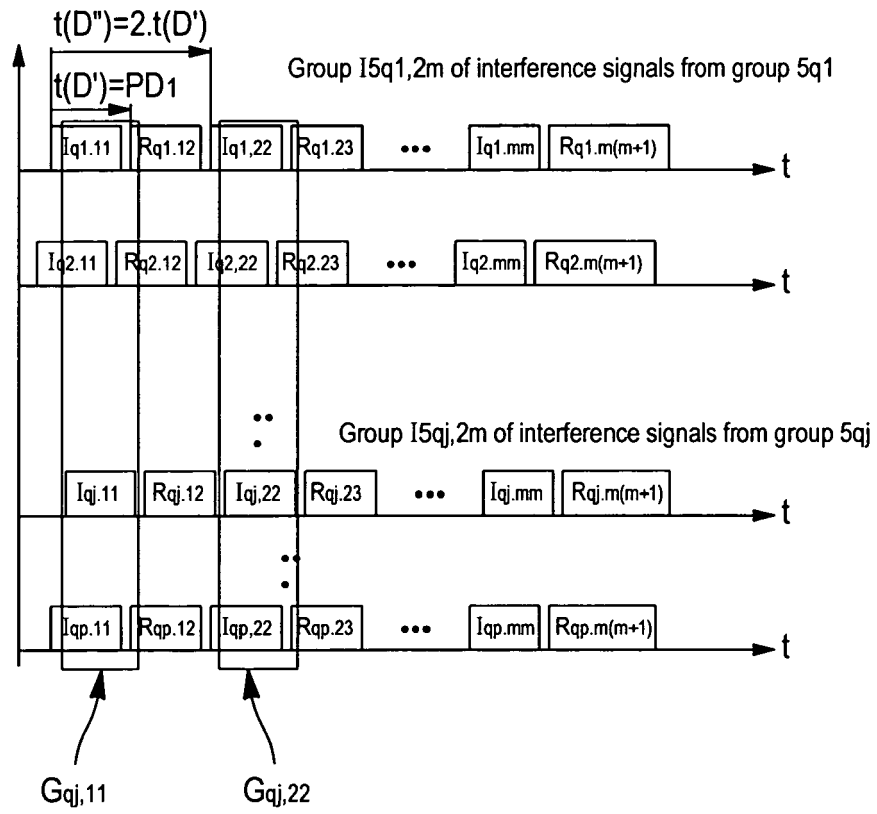 t(D")=2.t(D')
Group I5q1,2m of interference signals from group 5q1
t(D')=PD1
Iq1.11 Rq1.12 Iq1,22 Rq1.23 ••• Iq1.mm Rq1.m(m+1) t
Iq2.11 Rq2.12 Iq2,22 Rq2.23 ••• Iq2.mm Rq2.m(m+1) t
Group I5qj,2m of interference signals from group 5qj
Iqj.11 Rqj.12 Iqj,22 Rqj.23 ••• Iqj.mm Rqj.m(m+1) t
Iqp.11 Rqp.12 Iqp,22 Rqp.23 ••• Iqp.mm Rqp.m(m+1) t
Gqj,11 Gqj,22